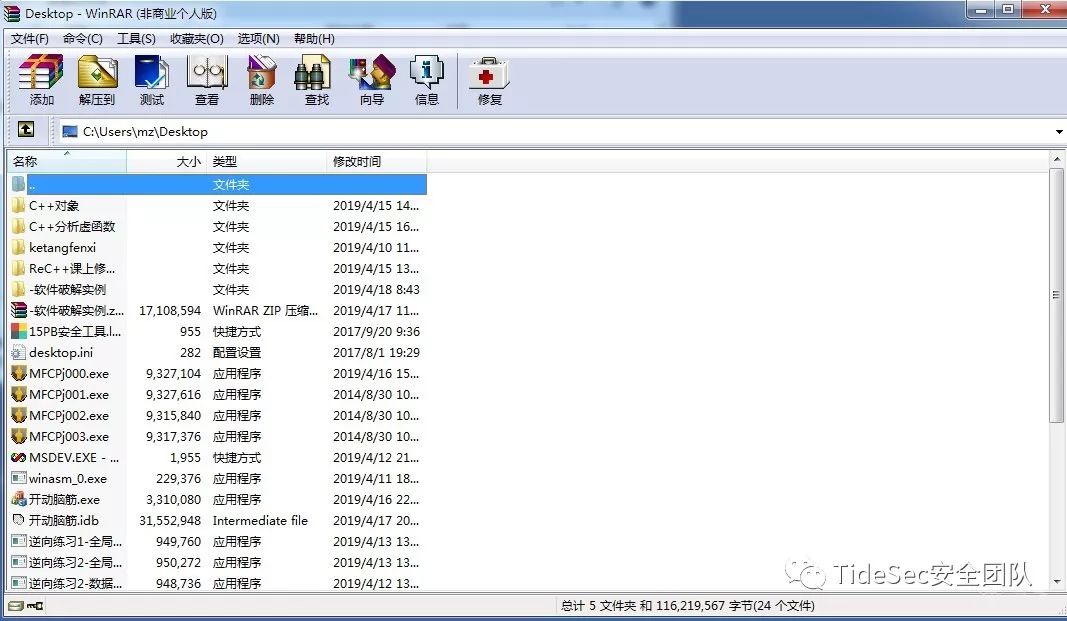 Desktop - WinRAR (非商业个人版)
文件(F) 命令(C) 工具(S) 收藏夹(O) 选项(N) 帮助(H)
添加 解压到 测试 查看 删除 查找 向导 信息 修复
C:\Users\mz\Desktop
名称 大小 类型 修改时间
.. 文件夹
C++对象 文件夹 2019/4/15 14...
C++分析虚函数 文件夹 2019/4/15 16...
ketangfenxi 文件夹 2019/4/10 11...
ReC++课上修... 文件夹 2019/4/15 13...
-软件破解实例 文件夹 2019/4/18 8:43
-软件破解实例.z... 17,108,594 WinRAR ZIP 压缩... 2019/4/17 11...
15PB安全工具.l... 955 快捷方式 2017/9/20 9:36
desktop.ini 282 配置设置 2017/8/1 19:29
MFCPj000.exe 9,327,104 应用程序 2019/4/16 15...
MFCPj001.exe 9,327,616 应用程序 2014/8/30 10...
MFCPj002.exe 9,315,840 应用程序 2014/8/30 10...
MFCPj003.exe 9,317,376 应用程序 2014/8/30 10...
MSDEV.EXE - ... 1,955 快捷方式 2019/4/12 21...
winasm_0.exe 229,376 应用程序 2019/4/11 18...
开动脑筋.exe 3,310,080 应用程序 2019/4/16 22...
开动脑筋.idb 31,552,948 Intermediate file 2019/4/17 20...
逆向练习1-全局... 949,760 应用程序 2019/4/13 13...
逆向练习2-全局... 950,272 应用程序 2019/4/13 13...
逆向练习2-数据... 948,736 应用程序 2019/4/12 13...
TideSec安全团队
总计 5 文件夹 和 116,219,567 字节(24 个文件)